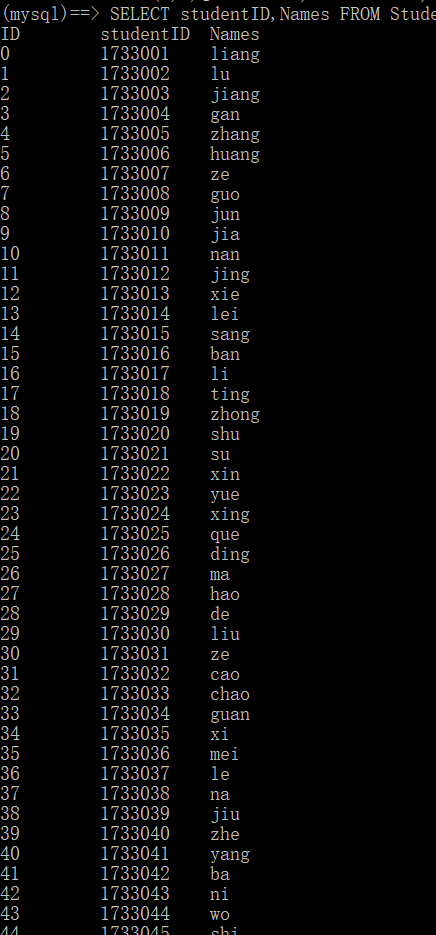 (mysql)==> SELECT studentID,Names FROM Stude
ID studentID Names
0 1733001 liang
1 1733002 lu
2 1733003 jiang
3 1733004 gan
4 1733005 zhang
5 1733006 huang
6 1733007 ze
7 1733008 guo
8 1733009 jun
9 1733010 jia
10 1733011 nan
11 1733012 jing
12 1733013 xie
13 1733014 lei
14 1733015 sang
15 1733016 ban
16 1733017 li
17 1733018 ting
18 1733019 zhong
19 1733020 shu
20 1733021 su
21 1733022 xin
22 1733023 yue
23 1733024 xing
24 1733025 que
25 1733026 ding
26 1733027 ma
27 1733028 hao
28 1733029 de
29 1733030 liu
30 1733031 ze
31 1733032 cao
32 1733033 chao
33 1733034 guan
34 1733035 xi
35 1733036 mei
36 1733037 le
37 1733038 na
38 1733039 jiu
39 1733040 zhe
40 1733041 yang
41 1733042 ba
42 1733043 ni
43 1733044 wo
44 1733045 shi